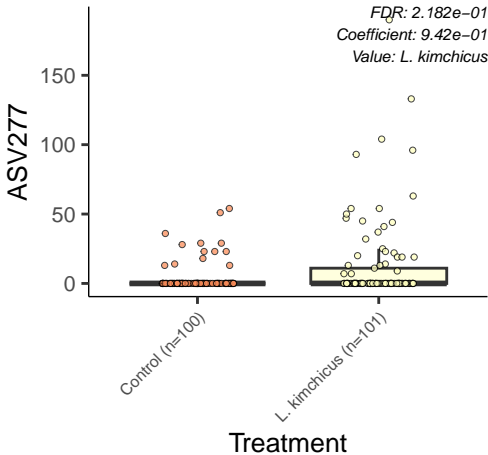 FDR: 2.182e−01
Coefficient: 9.42e−01
Value: L. kimchicus
ASV277
150
100
50
0
Control (n=100)
L. kimchicus (n=101)
Treatment